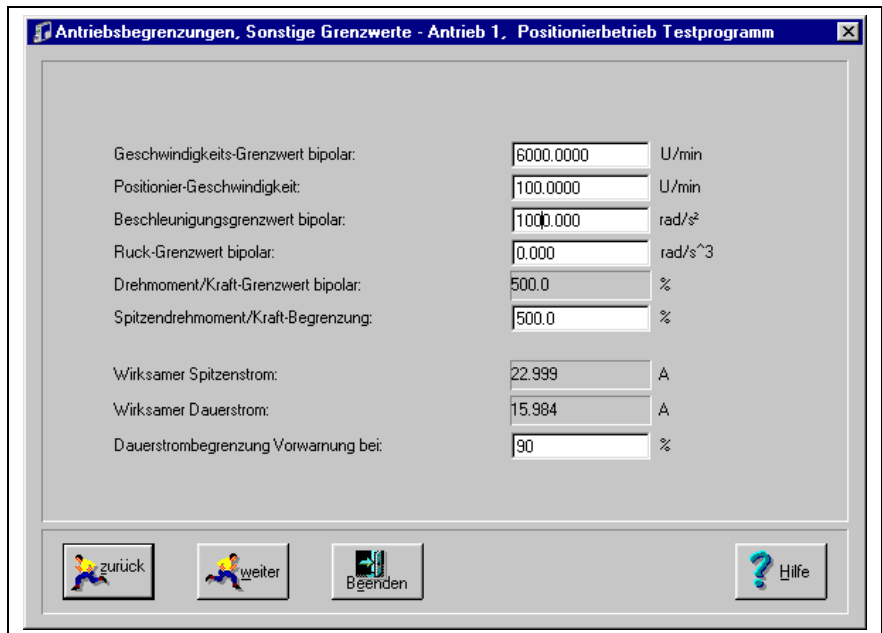 Antriebsbegrenzungen, Sonstige Grenzwerte - Antrieb 1, Positionierbetrieb Testprogramm
Geschwindigkeits-Grenzwert bipolar: 6000.0000 U/min
Positionier-Geschwindigkeit: 100.0000 U/min
Beschleunigungsgrenzwert bipolar: 1000.000 rad/s²
Ruck-Grenzwert bipolar: 0.000 rad/s^3
Drehmoment/Kraft-Grenzwert bipolar: 500.0 %
Spitzendrehmoment/Kraft-Begrenzung: 500.0 %
Wirksamer Spitzenstrom: 22.999 A
Wirksamer Dauerstrom: 15.984 A
Dauerstrombegrenzung Vorwarnung bei: 90 %
zurück weiter Beenden Hilfe